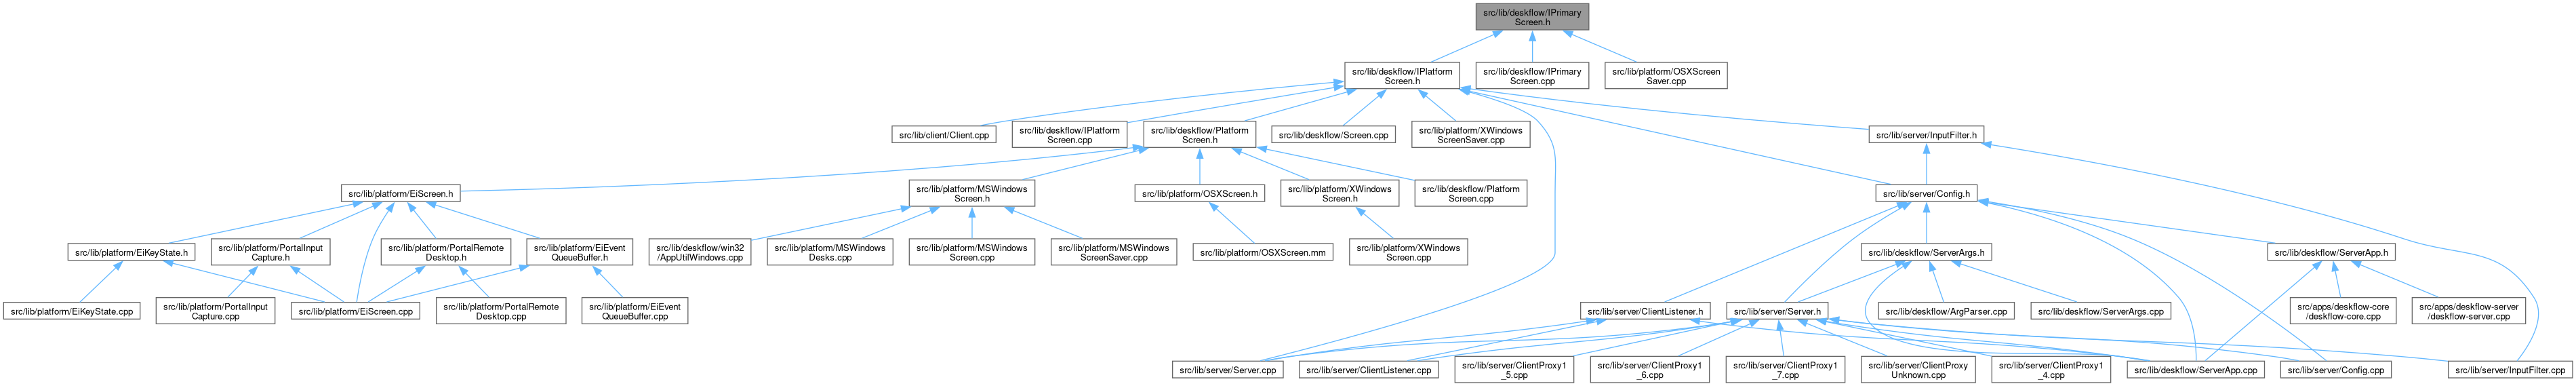 src/lib/deskflow/IPrimary
Screen.h
src/lib/deskflow/IPlatform
Screen.h
src/lib/deskflow/IPrimary
Screen.cpp
src/lib/platform/OSXScreen
Saver.cpp
src/lib/client/Client.cpp
src/lib/deskflow/IPlatform
Screen.cpp
src/lib/deskflow/Platform
Screen.h
src/lib/deskflow/Screen.cpp
src/lib/platform/XWindows
ScreenSaver.cpp
src/lib/server/InputFilter.h
src/lib/platform/EiScreen.h
src/lib/platform/MSWindows
Screen.h
src/lib/platform/OSXScreen.h
src/lib/platform/XWindows
Screen.h
src/lib/deskflow/Platform
Screen.cpp
src/lib/server/Config.h
src/lib/platform/EiKeyState.h
src/lib/platform/PortalInput
Capture.h
src/lib/platform/PortalRemote
Desktop.h
src/lib/platform/EiEvent
QueueBuffer.h
src/lib/deskflow/win32
/AppUtilWindows.cpp
src/lib/platform/MSWindows
Desks.cpp
src/lib/platform/MSWindows
Screen.cpp
src/lib/platform/MSWindows
ScreenSaver.cpp
src/lib/platform/OSXScreen.mm
src/lib/platform/XWindows
Screen.cpp
src/lib/deskflow/ServerArgs.h
src/lib/deskflow/ServerApp.h
src/lib/platform/EiKeyState.cpp
src/lib/platform/PortalInput
Capture.cpp
src/lib/platform/EiScreen.cpp
src/lib/platform/PortalRemote
Desktop.cpp
src/lib/platform/EiEvent
QueueBuffer.cpp
src/lib/server/ClientListener.h
src/lib/server/Server.h
src/lib/deskflow/ArgParser.cpp
src/lib/deskflow/ServerArgs.cpp
src/apps/deskflow-core
/deskflow-core.cpp
src/apps/deskflow-server
/deskflow-server.cpp
src/lib/server/Server.cpp
src/lib/server/ClientListener.cpp
src/lib/server/ClientProxy1
_5.cpp
src/lib/server/ClientProxy1
_6.cpp
src/lib/server/ClientProxy1
_7.cpp
src/lib/server/ClientProxy
Unknown.cpp
src/lib/server/ClientProxy1
_4.cpp
src/lib/deskflow/ServerApp.cpp
src/lib/server/Config.cpp
src/lib/server/InputFilter.cpp